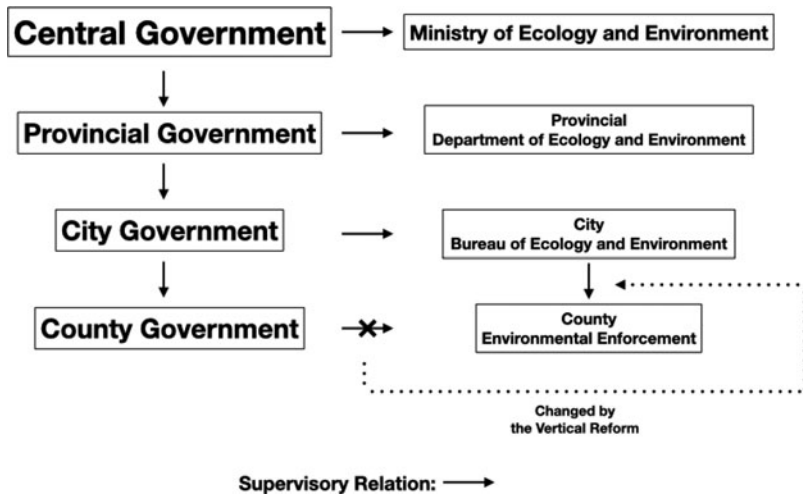 Central Government
Ministry of Ecology and Environment
Provincial Government
Provincial
Department of Ecology and Environment
City Government
City
Bureau of Ecology and Environment
County Government
County
Environmental Enforcement
Changed by
the Vertical Reform
Supervisory Relation: